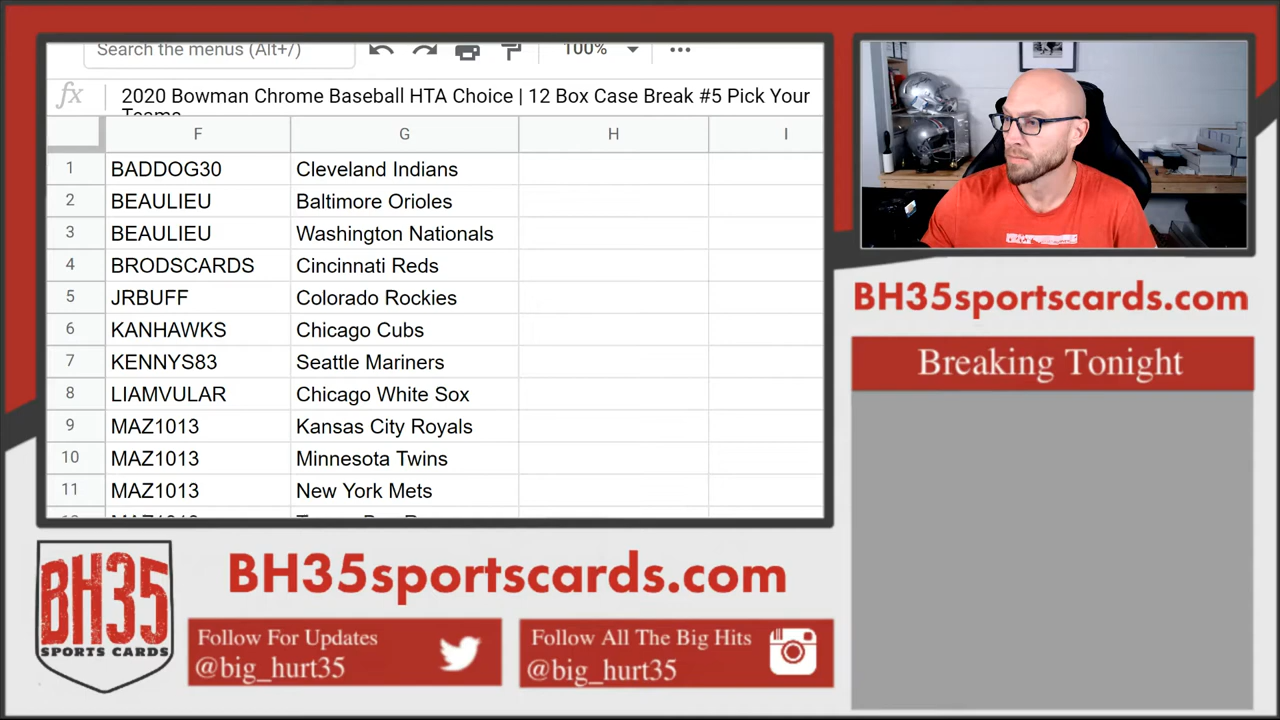 Search the menus (Alt+/)
100%
fx
2020 Bowman Chrome Baseball HTA Choice | 12 Box Case Break #5 Pick Your
Teams
F G H I
1 BADDOG30 Cleveland Indians
2 BEAULIEU Baltimore Orioles
3 BEAULIEU Washington Nationals
4 BRODSCARDS Cincinnati Reds
5 JRBUFF Colorado Rockies
6 KANHAWKS Chicago Cubs
7 KENNYS83 Seattle Mariners
8 LIAMVULAR Chicago White Sox
9 MAZ1013 Kansas City Royals
10 MAZ1013 Minnesota Twins
11 MAZ1013 New York Mets
BH35sportscards.com
Breaking Tonight
BH35
SPORTS CARDS
BH35sportscards.com
Follow For Updates
@big_hurt35
Follow All The Big Hits
@big_hurt35